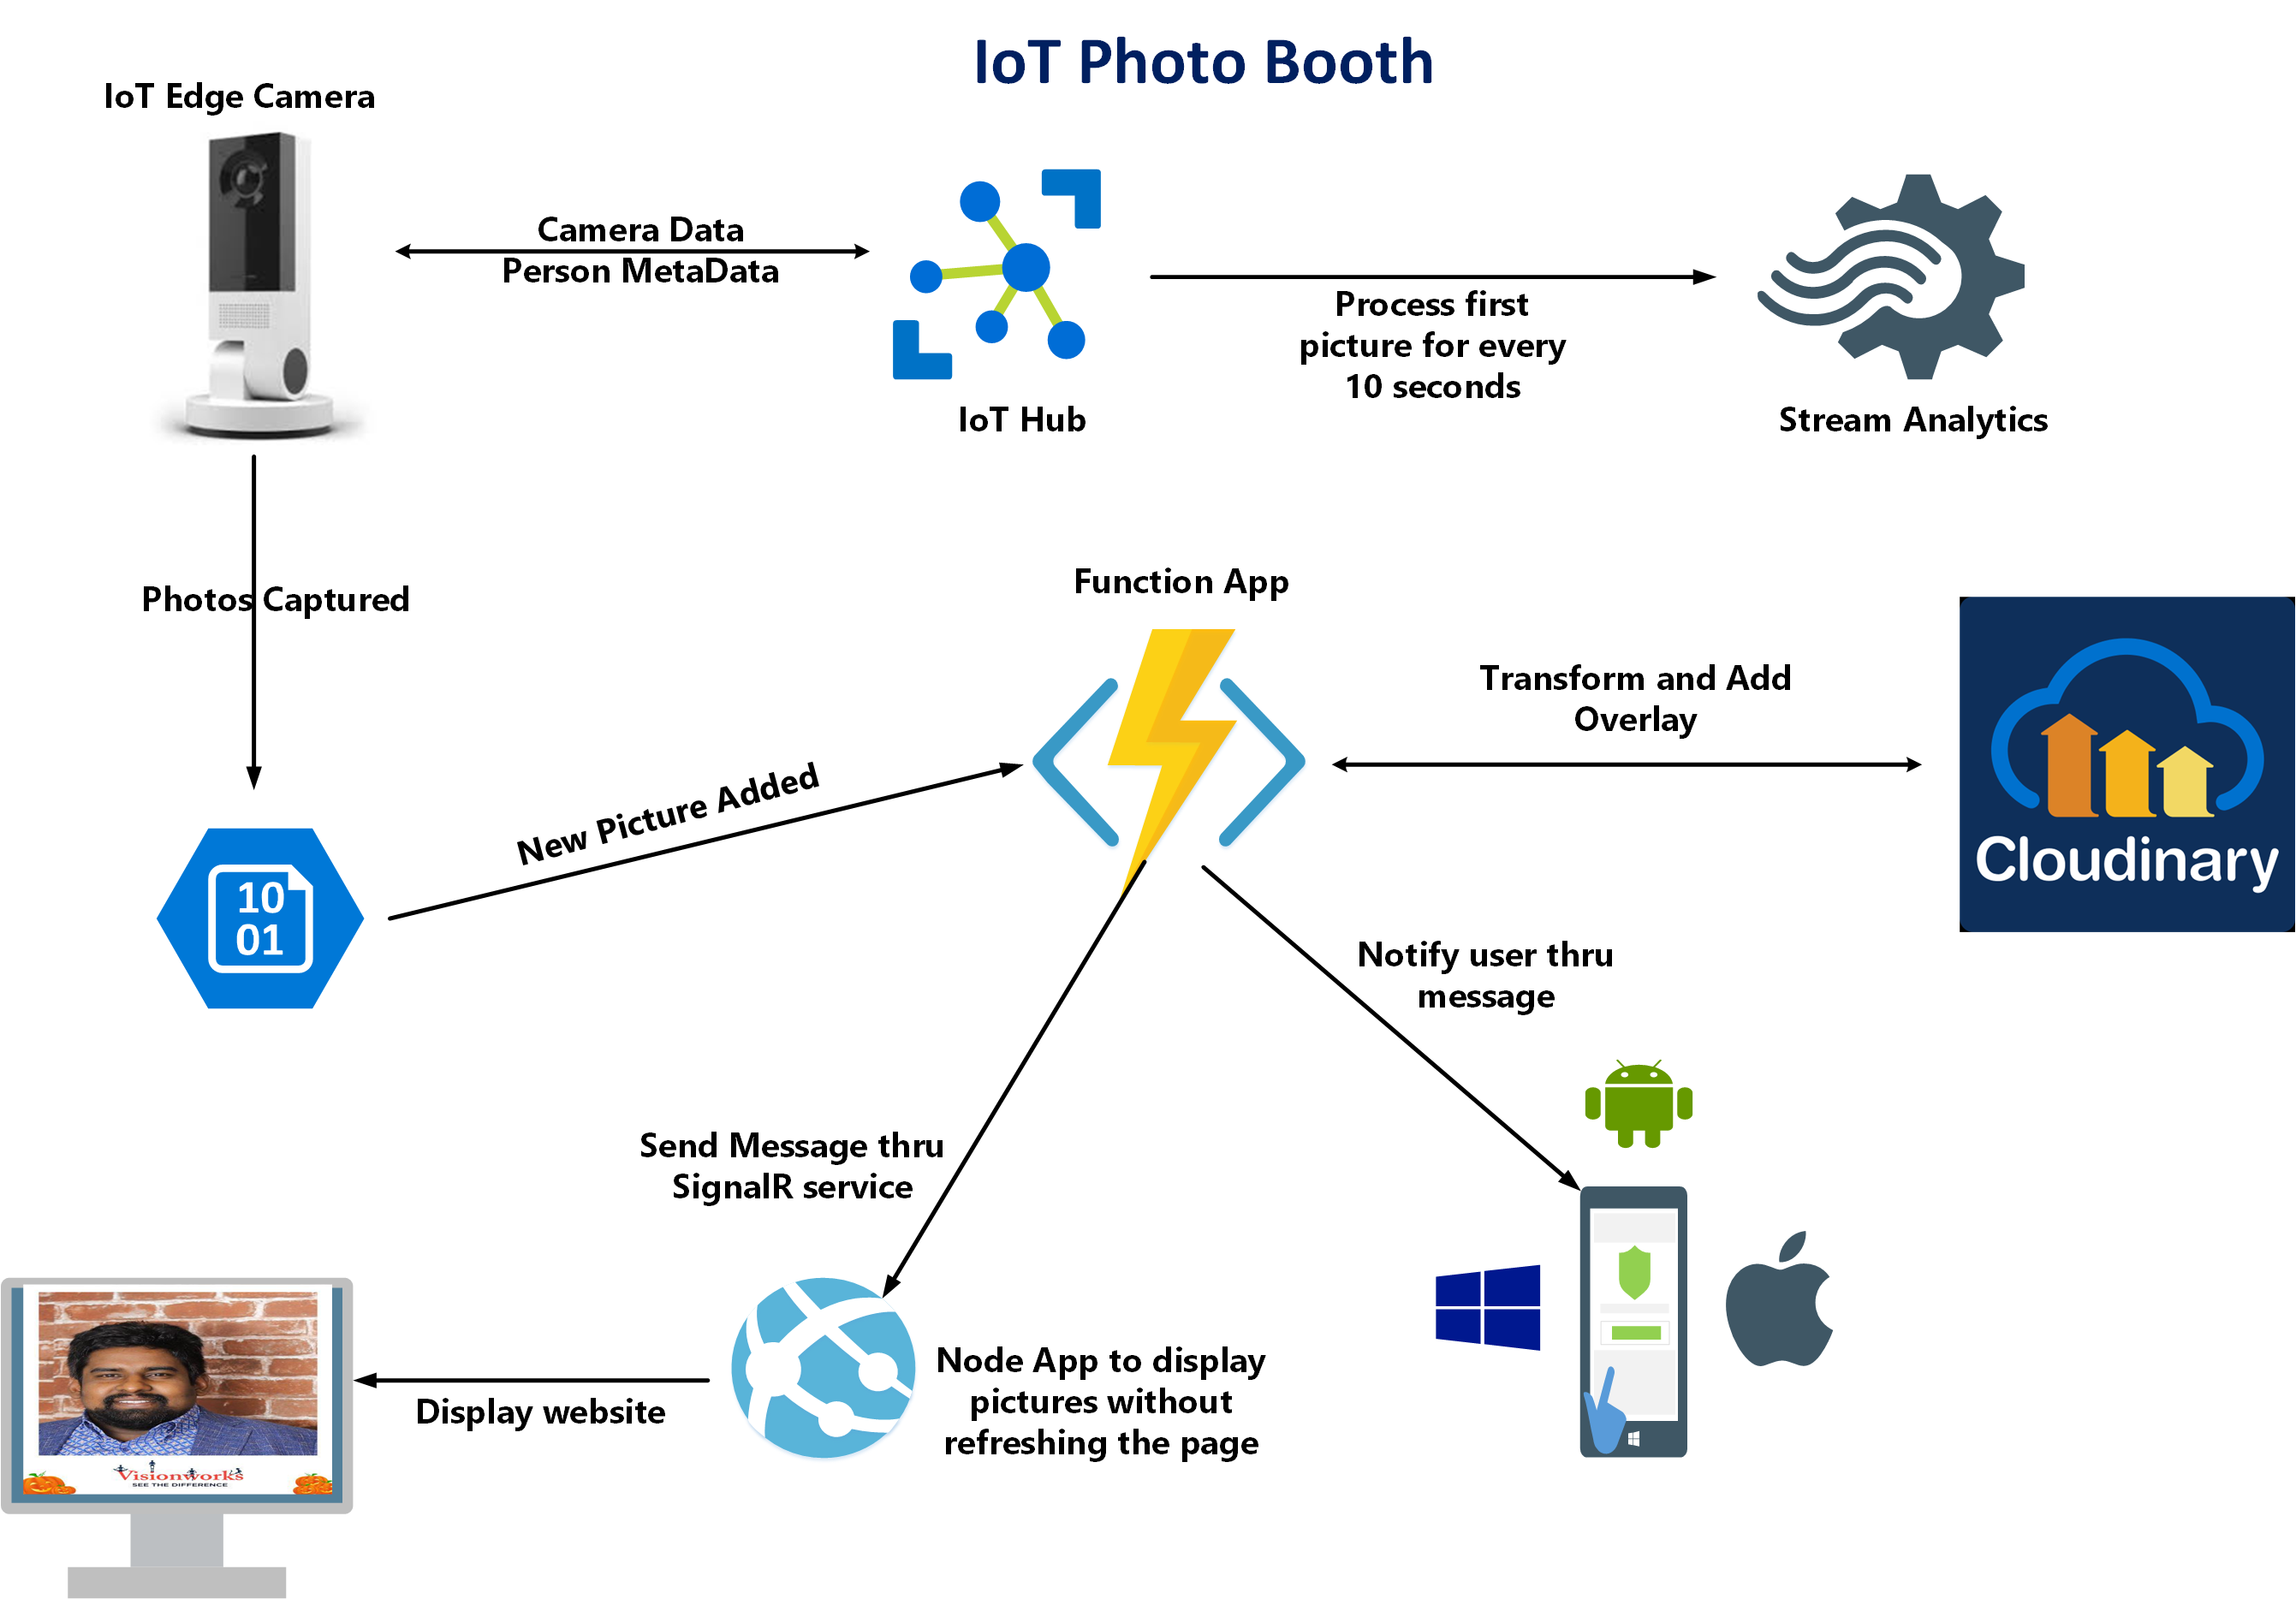 IoT Photo Booth
IoT Edge Camera
Camera Data
Person MetaData
IoT Hub
Process first
picture for every
10 seconds
Stream Analytics
Photos Captured
Function App
Transform and Add
Overlay
Cloudinary
New Picture Added
10
01
Notify user thru
message
Send Message thru
SignalR service
Node App to display
pictures without
refreshing the page
Display website
Visionworks
SEE THE DIFFERENCE